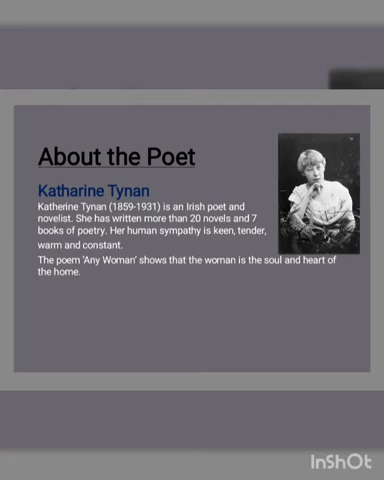 About the Poet
Katharine Tynan
Katherine Tynan (1859-1931) is an Irish poet and
novelist. She has written more than 20 novels and 7
books of poetry. Her human sympathy is keen, tender,
warm and constant.
The poem ‘Any Woman’ shows that the woman is the soul and heart of
the home.
InShOt